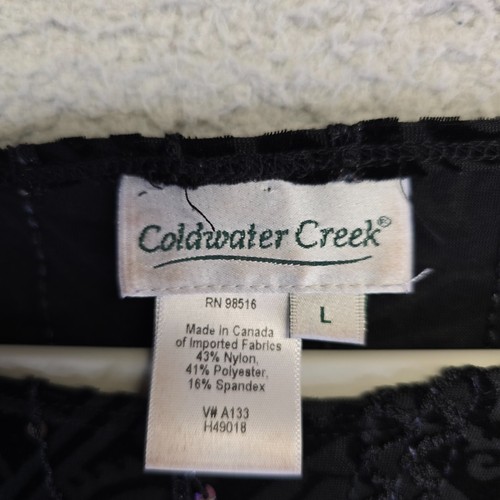 Coldwater Creek®
L
RN 98516
Made in Canada
of Imported Fabrics
43% Nylon,
41% Polyester,
16% Spandex
V# A133
H49018